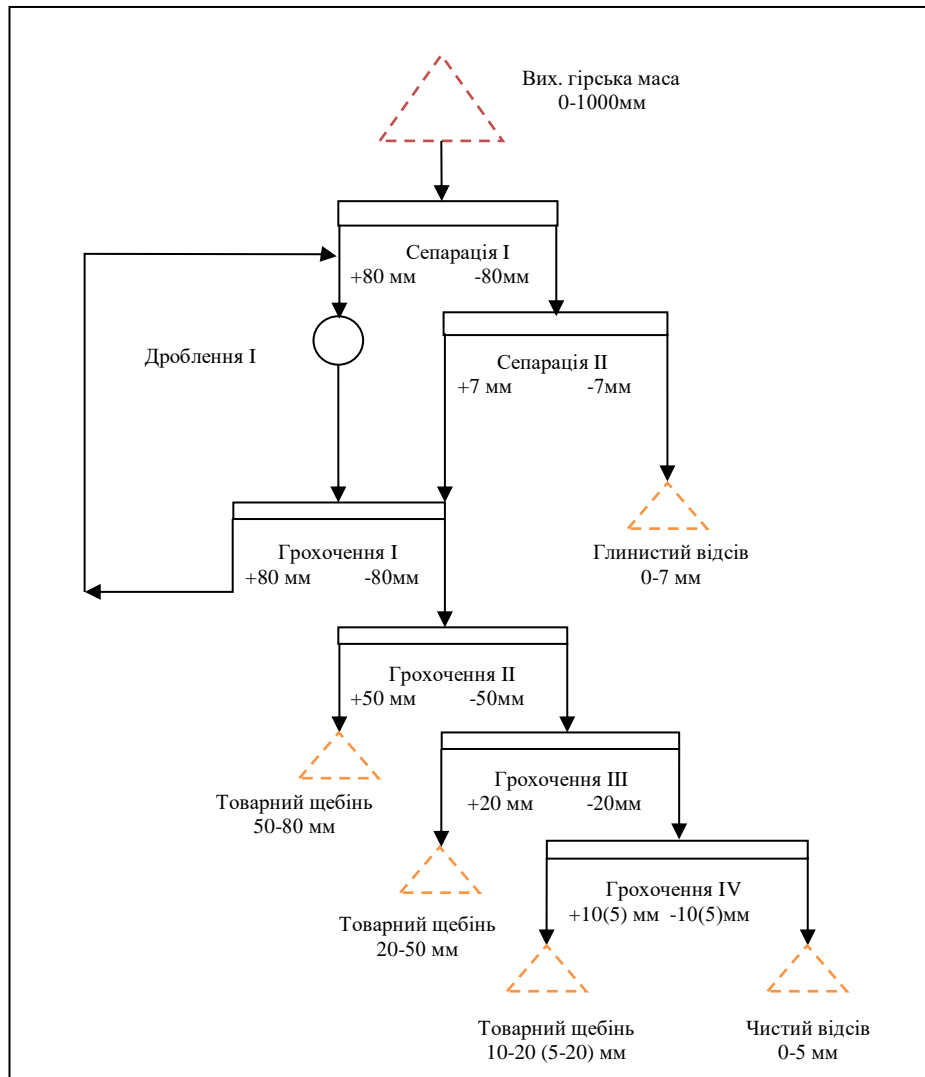 Вих. гірська маса
0-1000мм
Сепарація I
+80 мм -80мм
Дроблення I
Сепарація II
+7 мм -7мм
Грохочення I
+80 мм -80мм
Глинистий відсів
0-7 мм
Грохочення II
+50 мм -50мм
Товарний щебінь
50-80 мм
Грохочення III
+20 мм -20мм
Товарний щебінь
20-50 мм
Грохочення IV
+10(5) мм -10(5)мм
Товарний щебінь
10-20 (5-20) мм
Чистий відсів
0-5 мм